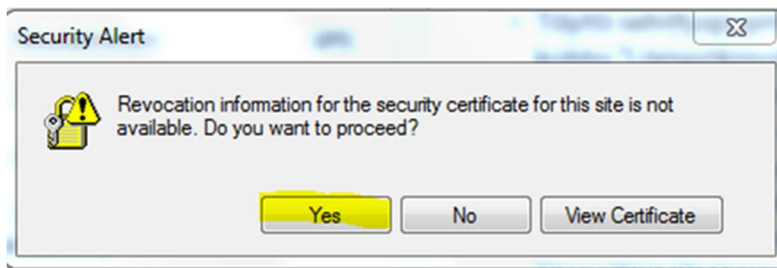 Security Alert
Revocation information for the security certificate for this site is not
available. Do you want to proceed?
Yes
No
View Certificate